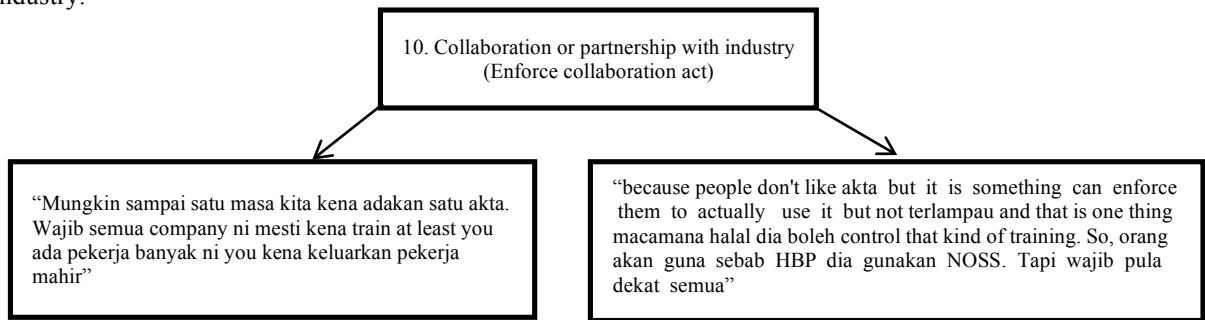 industry.
10. Collaboration or partnership with industry
(Enforce collaboration act)
“Mungkin sampai satu masa kita kena adakan satu akta.
Wajib semua company ni mesti kena train at least you
ada pekerja banyak ni you kena keluarkan pekerja
mahir”
“because people don't like akta but it is something can enforce
them to actually use it but not terlampau and that is one thing
macamana halal dia boleh control that kind of training. So, orang
akan guna sebab HBP dia gunakan NOSS. Tapi wajib pula
dekat semua”